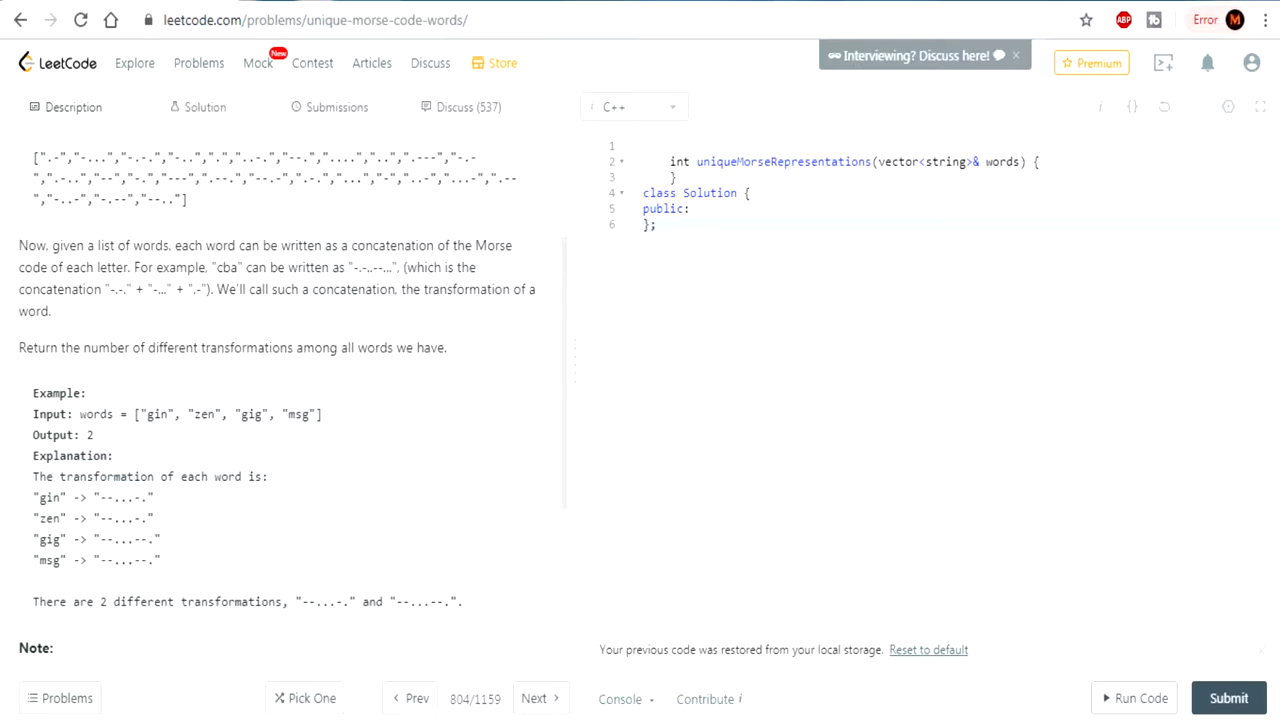 leetcode.com/problems/unique-morse-code-words/
ABP
Error M
LeetCode Explore Problems Mock New Contest Articles Discuss Store
Interviewing? Discuss here! ×
Premium
Description Solution Submissions Discuss (537)
i C++
[".-","-...","-.-.","-..",".","..-.","--.","....","..",".---","-.-
",".-..","--","-.","---",".--.","--.-",".-.","...","-","..-","...-",".--
","-..-","-.--","--.."]
Now, given a list of words, each word can be written as a concatenation of the Morse
code of each letter. For example, "cba" can be written as "-.-..--...", (which is the
concatenation "-.-." + "-..." + ".-"). We'll call such a concatenation, the transformation of a
word.
Return the number of different transformations among all words we have.
Example:
Input: words = ["gin", "zen", "gig", "msg"]
Output: 2
Explanation:
The transformation of each word is:
"gin" -> "--...-."
"zen" -> "--...-."
"gig" -> "--...--."
"msg" -> "--...--."
There are 2 different transformations, "--...-." and "--...--.".
Note:
1
2 int uniqueMorseRepresentations(vector<string>& words) {
3 }
4 class Solution {
5 public:
6 };
Your previous code was restored from your local storage. Reset to default
Problems Pick One Prev 804/1159 Next
Console Contribute i Run Code Submit